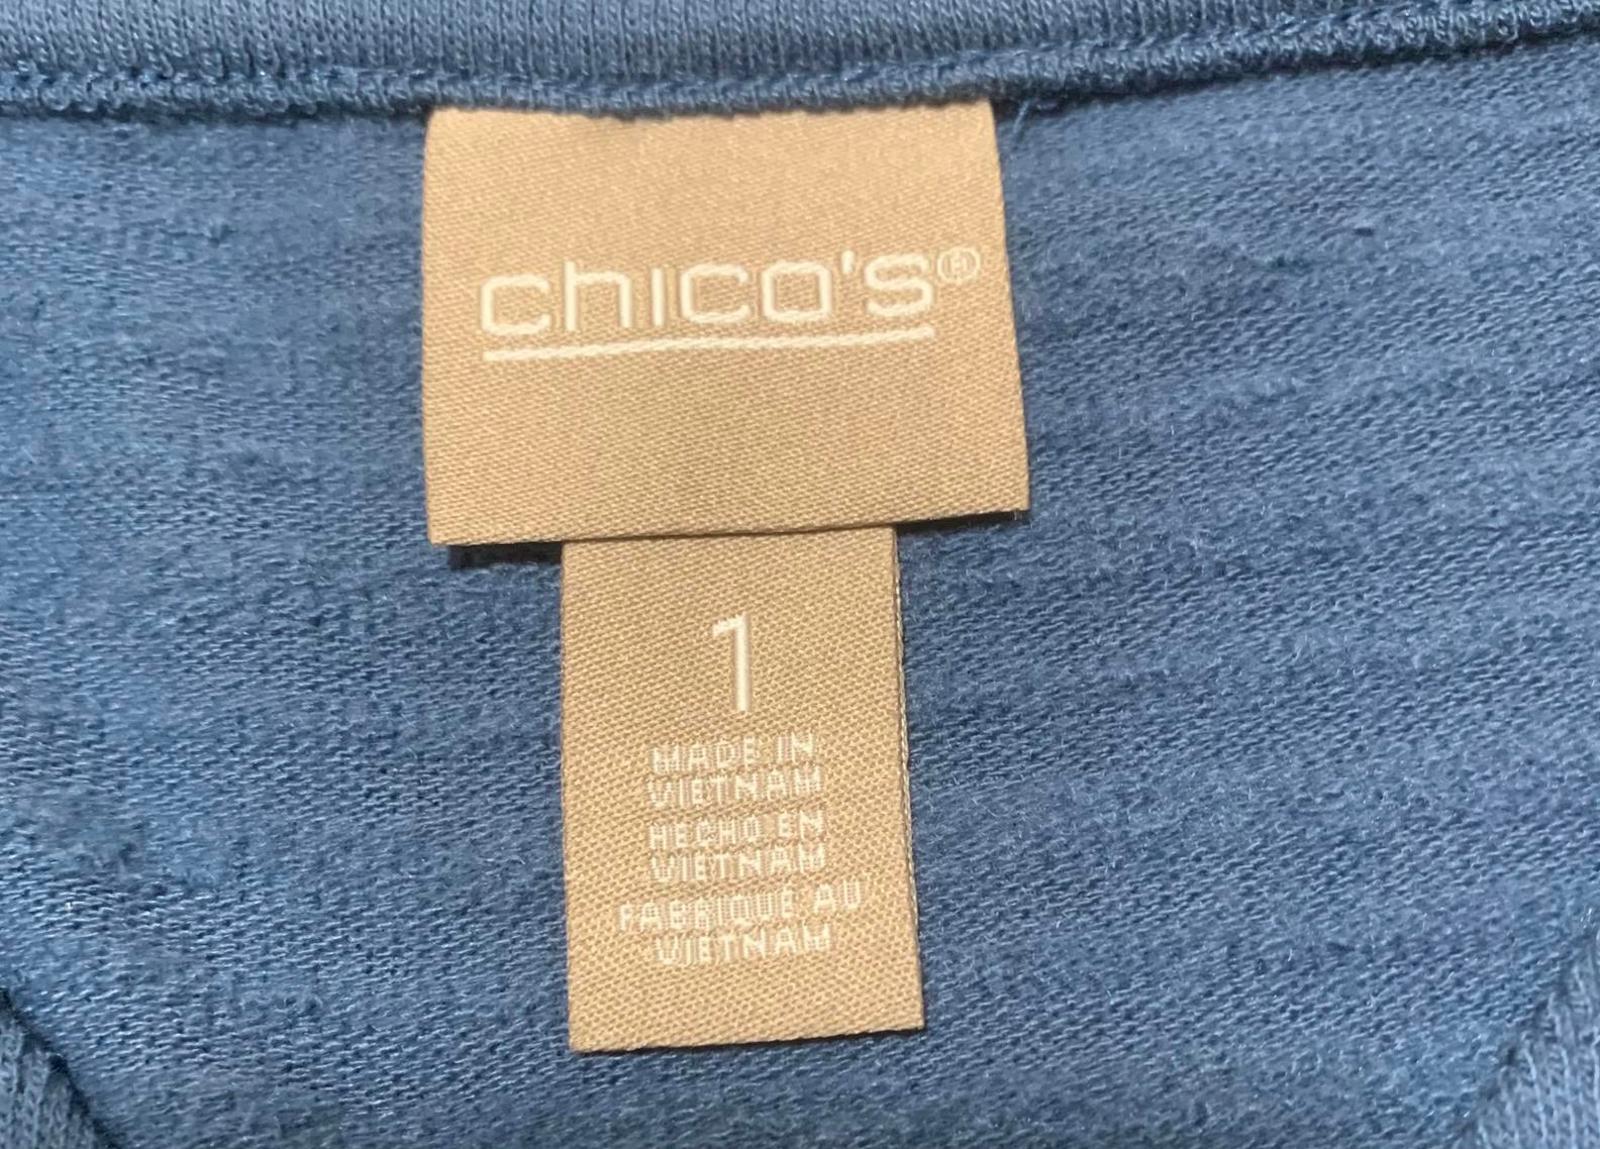 chico's®
1
MADE IN
VIETNAM
HECHO EN
VIETNAM
FABRIQUÉ AU
VIETNAM